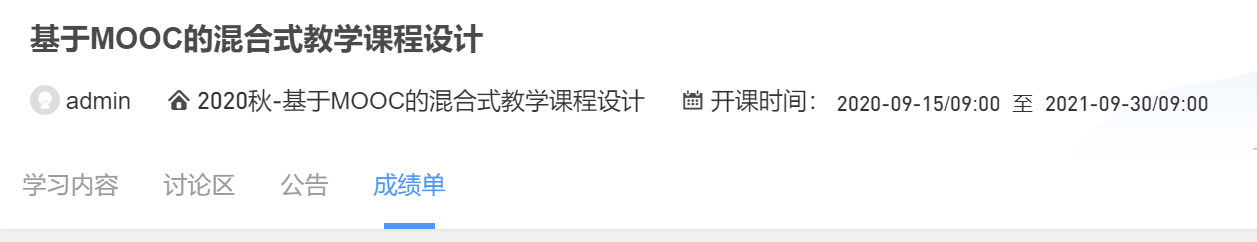 基于MOOC的混合式教学课程设计
admin 2020秋-基于MOOC的混合式教学课程设计 开课时间： 2020-09-15/09:00 至 2021-09-30/09:00
学习内容 讨论区 公告 成绩单